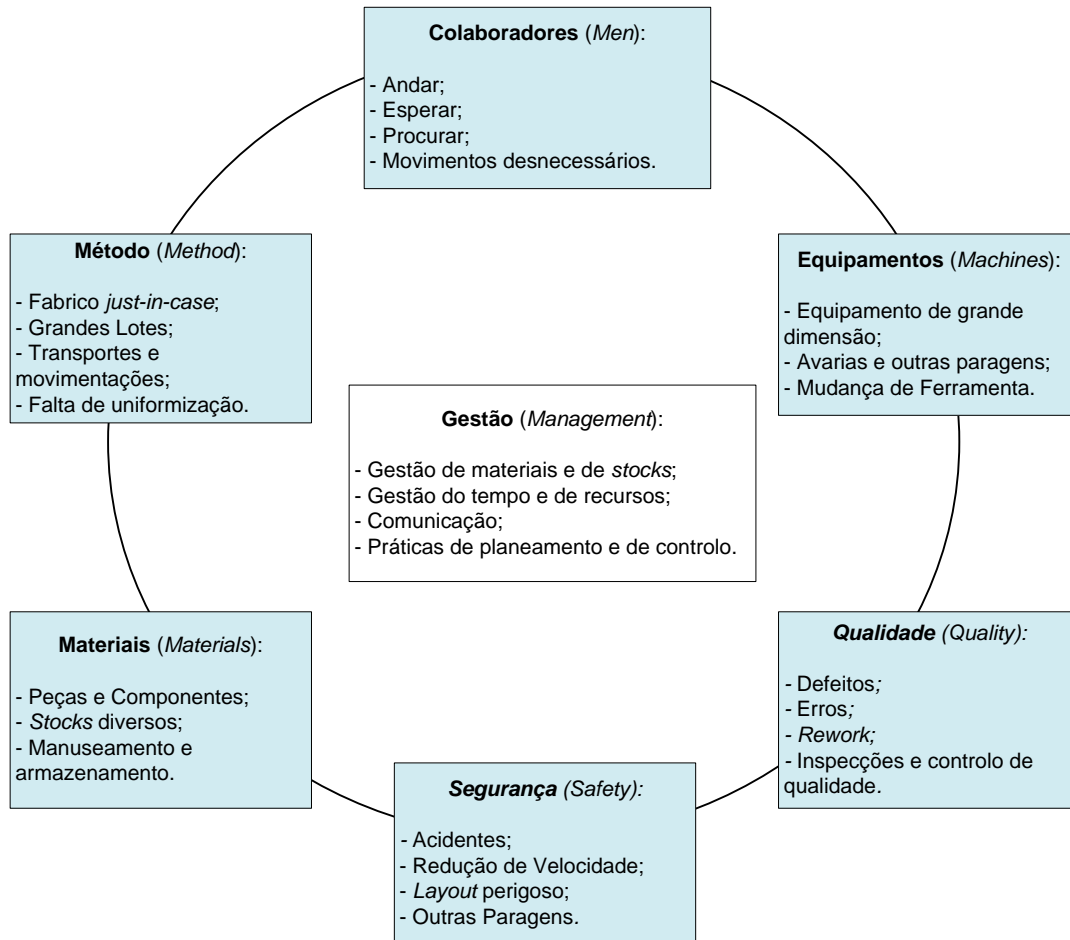 Colaboradores (Men):
- Andar;
- Esperar;
- Procurar;
- Movimentos desnecessários.
Método (Method):
- Fabrico just-in-case;
- Grandes Lotes;
- Transportes e
movimentações;
- Falta de uniformização.
Equipamentos (Machines):
- Equipamento de grande
dimensão;
- Avarias e outras paragens;
- Mudança de Ferramenta.
Gestão (Management):
- Gestão de materiais e de stocks;
- Gestão do tempo e de recursos;
- Comunicação;
- Práticas de planeamento e de controlo.
Materiais (Materials):
- Peças e Componentes;
- Stocks diversos;
- Manuseamento e
armazenamento.
Qualidade (Quality):
- Defeitos;
- Erros;
- Rework;
- Inspecções e controlo de
qualidade.
Segurança (Safety):
- Acidentes;
- Redução de Velocidade;
- Layout perigoso;
- Outras Paragens.